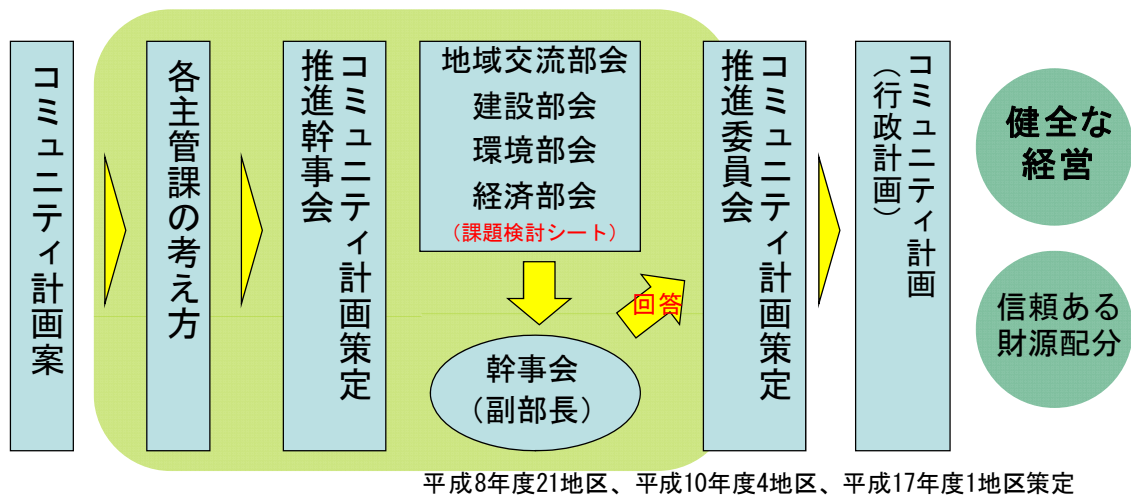 コミュニティ計画案
各主管課の考え方
コミュニティ計画策定
推進幹事会
地域交流部会
建設部会
環境部会
経済部会
（課題検討シート）
幹事会
（副部長）
回答
コミュニティ計画策定
推進委員会
コミュニティ計画
（行政計画）
健全な
経営
信頼ある
財源配分
平成8年度21地区、平成10年度4地区、平成17年度1地区策定